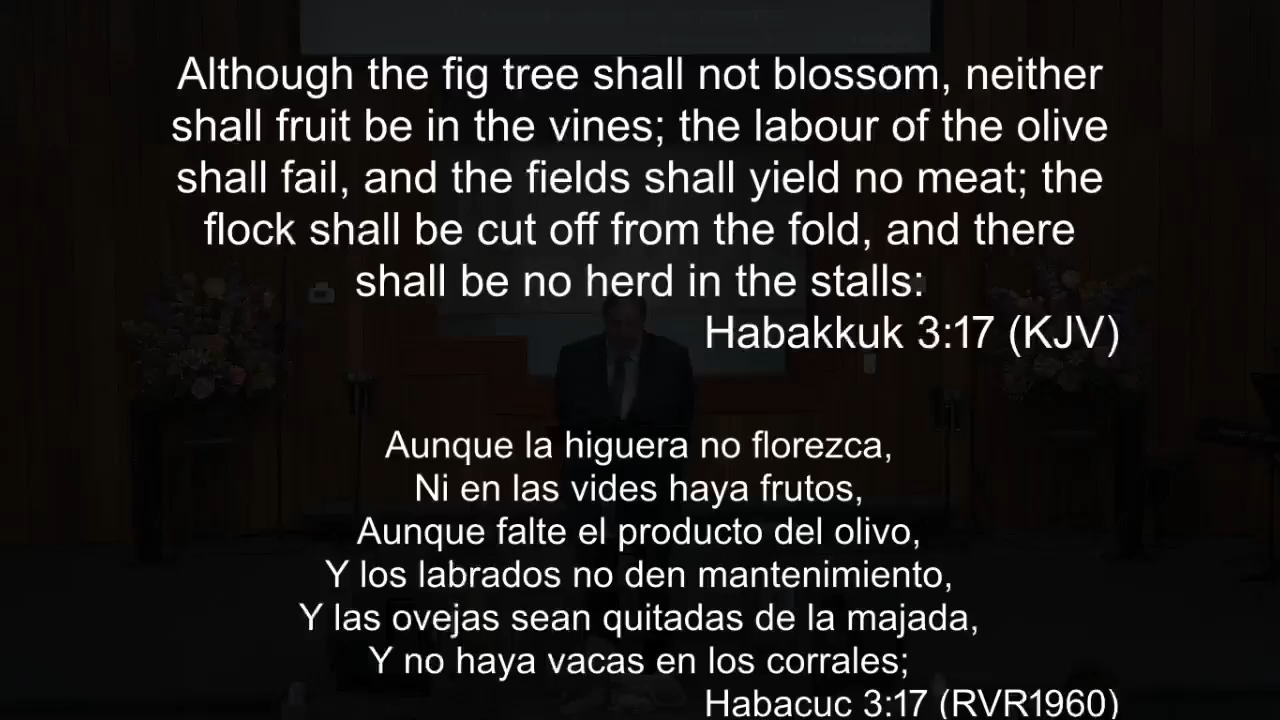 Although the fig tree shall not blossom, neither
shall fruit be in the vines; the labour of the olive
shall fail, and the fields shall yield no meat; the
flock shall be cut off from the fold, and there
shall be no herd in the stalls:
Habakkuk 3:17 (KJV)
Aunque la higuera no florezca,
Ni en las vides haya frutos,
Aunque falte el producto del olivo,
Y los labrados no den mantenimiento,
Y las ovejas sean quitadas de la majada,
Y no haya vacas en los corrales;
Habacuc 3:17 (RVR1960)